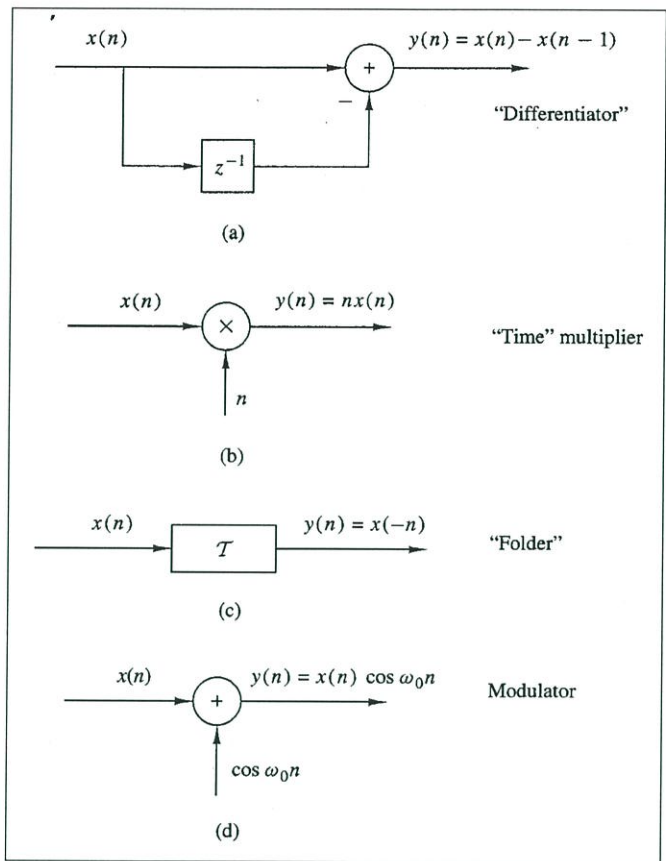 x(n)
y(n) = x(n) − x(n − 1)
+
−
"Differentiator"
z⁻¹
(a)
x(n)
y(n) = nx(n)
×
"Time" multiplier
n
(b)
x(n)
y(n) = x(−n)
𝒯
"Folder"
(c)
x(n)
y(n) = x(n) cos ω₀n
+
Modulator
cos ω₀n
(d)